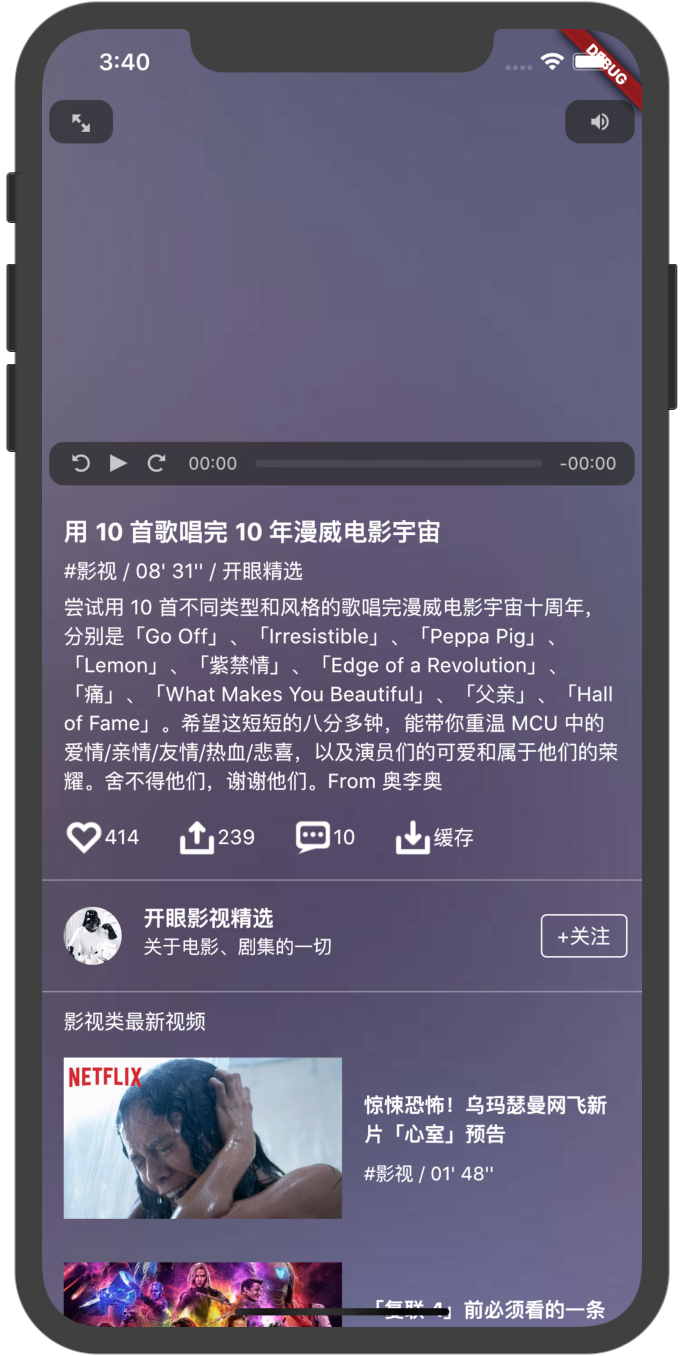 3:40
DEBUG
00:00
-00:00
用 10 首歌唱完 10 年漫威电影宇宙
#影视 / 08' 31'' / 开眼精选
尝试用 10 首不同类型和风格的歌唱完漫威电影宇宙十周年，
分别是「Go Off」、「Irresistible」、「Peppa Pig」、
「Lemon」、「紫禁情」、「Edge of a Revolution」、
「痛」、「What Makes You Beautiful」、「父亲」、「Hall
of Fame」。希望这短短的八分多钟，能带你重温 MCU 中的
爱情/亲情/友情/热血/悲喜，以及演员们的可爱和属于他们的荣
耀。舍不得他们，谢谢他们。From 奥李奥
414
239
10
缓存
开眼影视精选
关于电影、剧集的一切
+关注
影视类最新视频
NETFLIX
惊悚恐怖！乌玛瑟曼网飞新
片「心室」预告
#影视 / 01' 48''
「复联 4」前必须看的一条